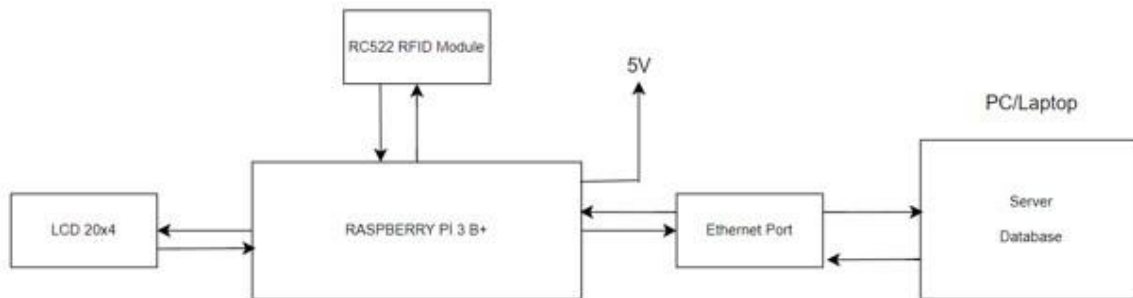 RC522 RFID Module
5V
PC/Laptop
LCD 20x4
RASPBERRY Pİ 3 B+
Ethernet Port
Server
Database